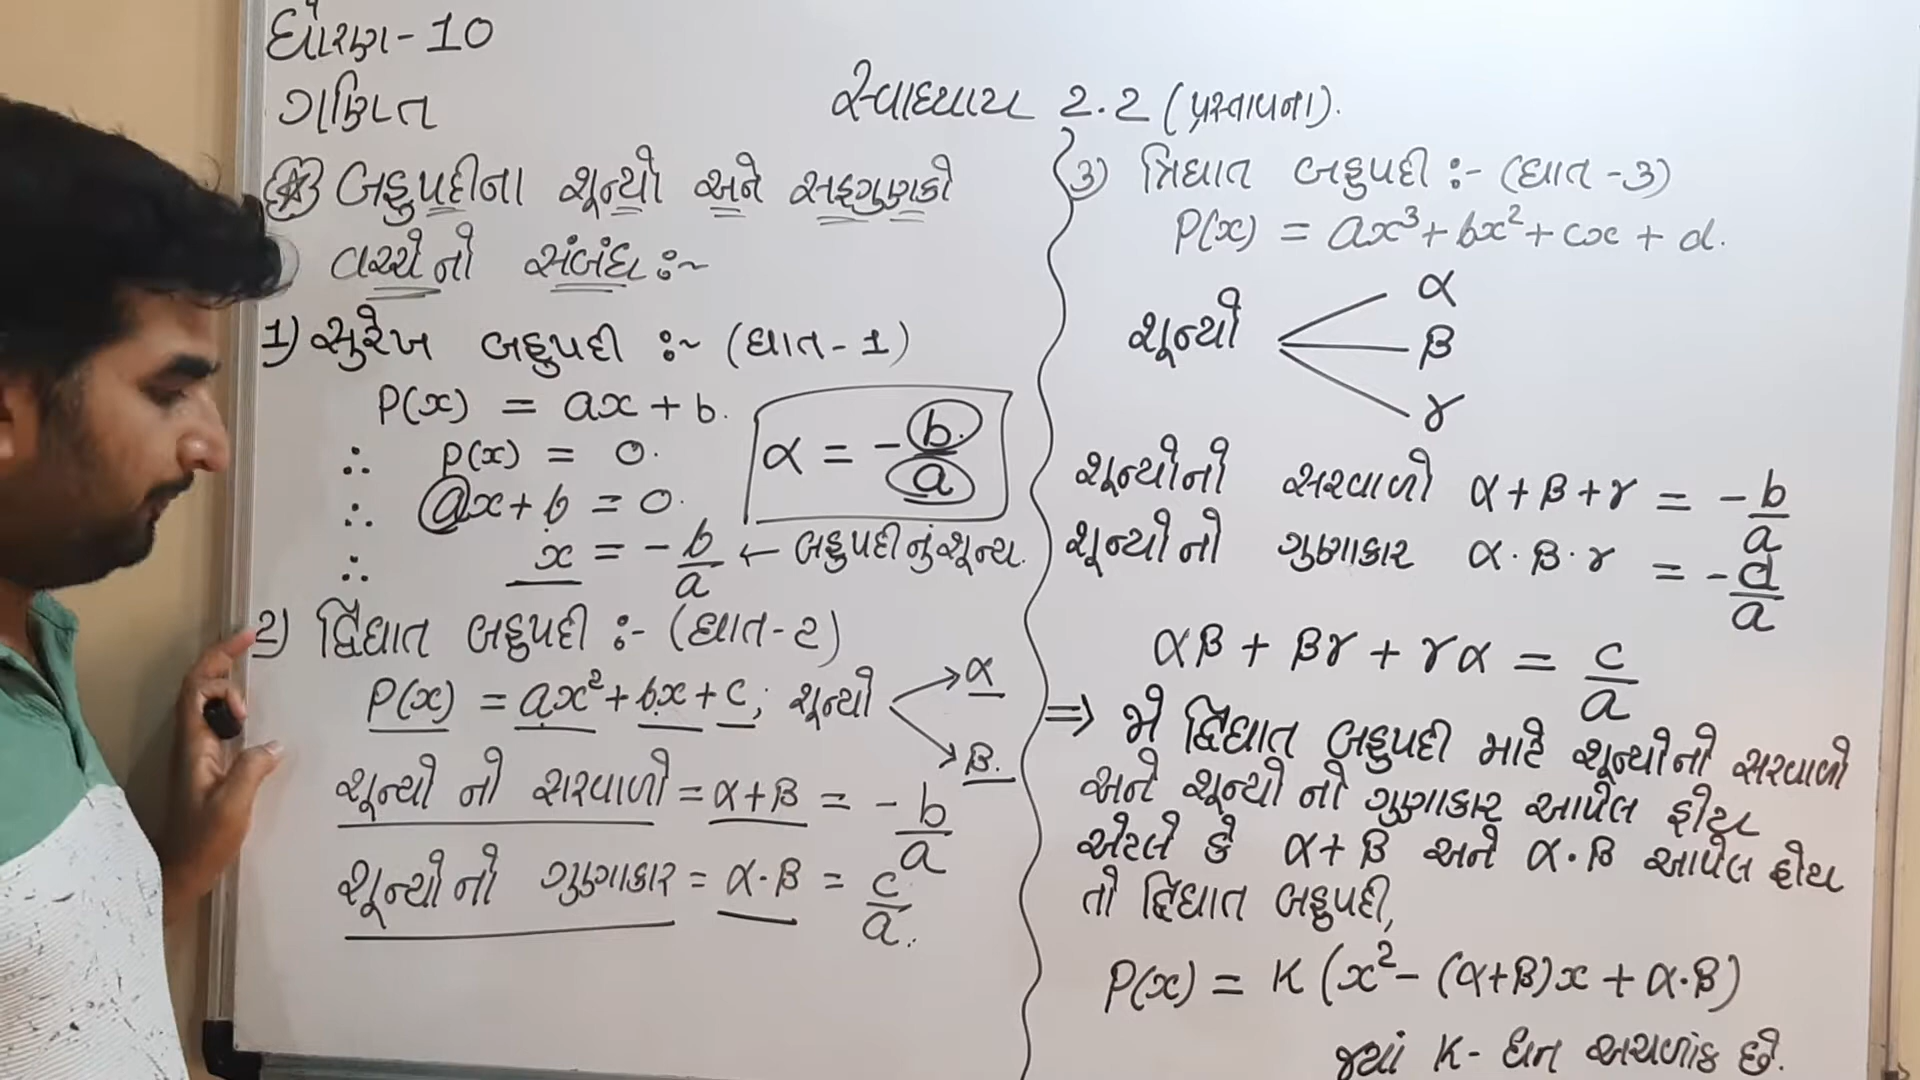 ધોરણ - 10
ગણિત
સ્વાધ્યાય 2.2 (પ્રસ્તાવના).
બહુપદીના શૂન્યો અને સહગુણકો
વચ્ચેનો સંબંધ :~
1) સુરેખ બહુપદી :~ (ઘાત - 1)
P(x) = ax + b.
∴ P(x) = 0.
∴ ax + b = 0.
∴ x = - b/a ← બહુપદીનું શૂન્ય.
α = - b/a
2) દ્વિઘાત બહુપદી :- (ઘાત - 2)
P(x) = ax² + bx + c; શૂન્યો α β.
શૂન્યો નો સરવાળો = α + β = - b/a
શૂન્યો નો ગુણાકાર = α · β = c/a.
3) ત્રિઘાત બહુપદી :- (ઘાત - 3)
P(x) = ax³ + bx² + cx + d.
શૂન્યો α β γ
શૂન્યોનો સરવાળો α + β + γ = - b/a
શૂન્યોનો ગુણાકાર α · β · γ = - d/a
αβ + βγ + γα = c/a
⇒ જો દ્વિઘાત બહુપદી માટે શૂન્યોનો સરવાળો
અને શૂન્યો નો ગુણાકાર આપેલ હોય
એટલે કે α + β અને α · β આપેલ હોય
તો દ્વિઘાત બહુપદી,
P(x) = K (x² - (α+β)x + α·β)
જ્યાં K - ઘન અચળાંક છે.